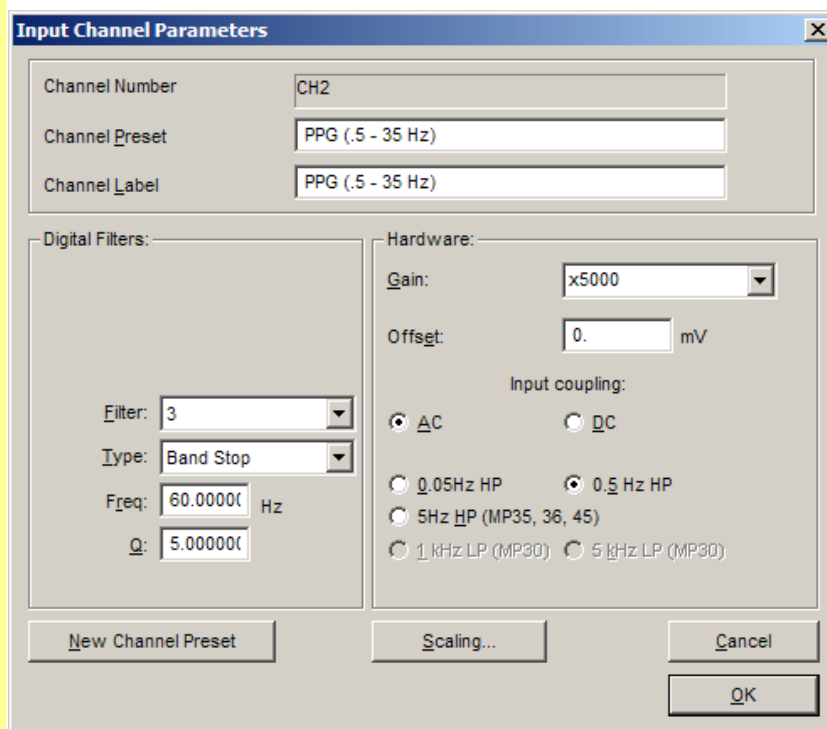 Input Channel Parameters
Channel Number CH2
Channel Preset PPG (.5 - 35 Hz)
Channel Label PPG (.5 - 35 Hz)
Digital Filters:
Filter: 3
Type: Band Stop
Freq: 60.00000 Hz
Q: 5.000000
Hardware:
Gain: x5000
Offset: 0. mV
Input coupling:
AC DC
0.05Hz HP 0.5 Hz HP
5Hz HP (MP35, 36, 45)
1 kHz LP (MP30) 5 kHz LP (MP30)
New Channel Preset Scaling... Cancel
OK